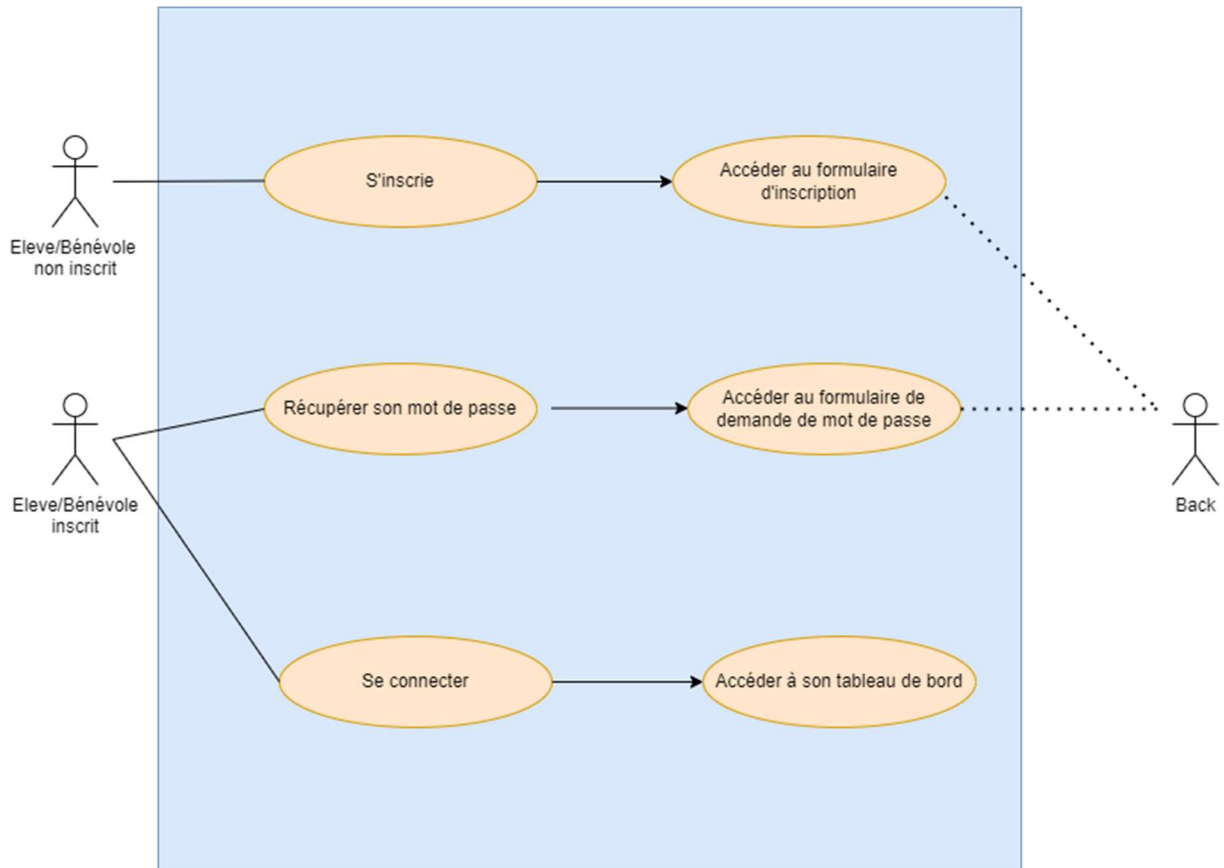 S'inscrie
Accéder au formulaire
d'inscription
Eleve/Bénévole
non inscrit
Récupérer son mot de passe
Accéder au formulaire de
demande de mot de passe
Eleve/Bénévole
inscrit
Back
Se connecter
Accéder à son tableau de bord